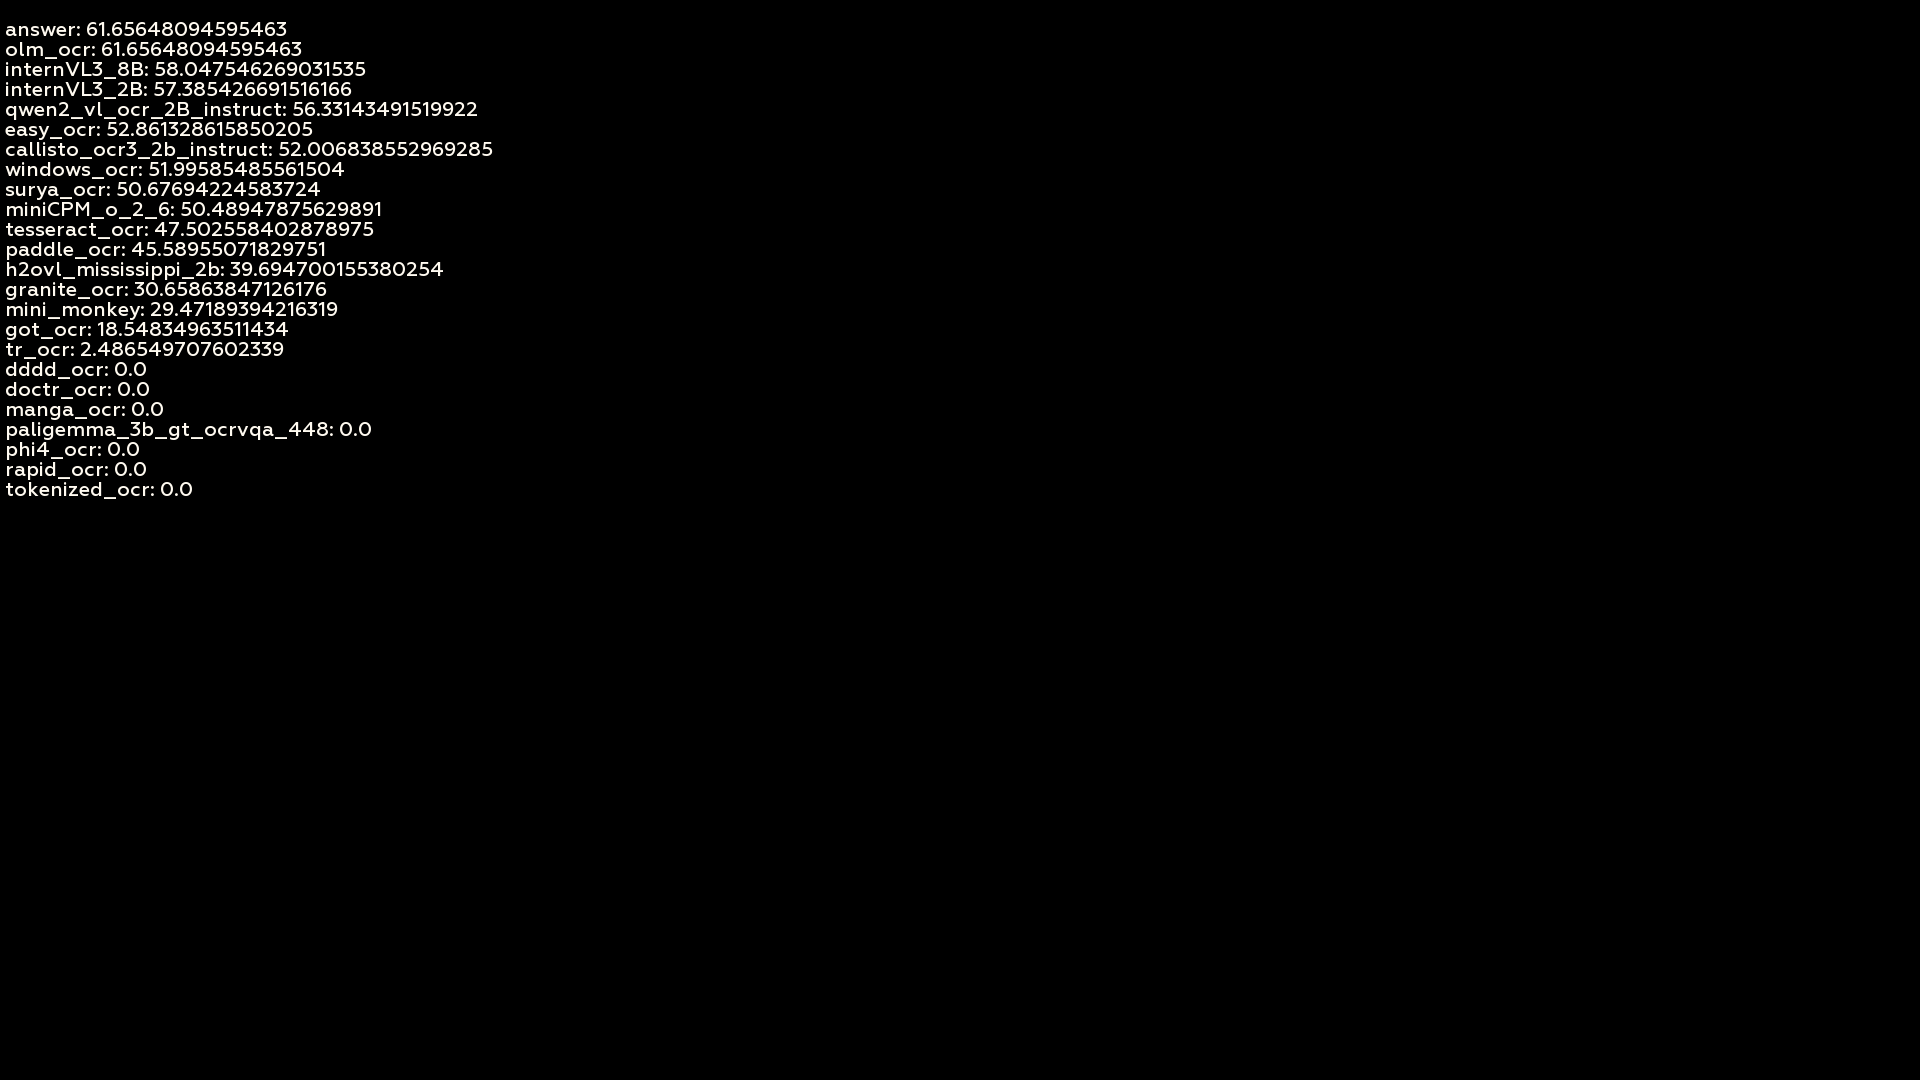 answer: 61.65648094595463
olm_ocr: 61.65648094595463
internVL3_8B: 58.047546269031535
internVL3_2B: 57.385426691516166
qwen2_vl_ocr_2B_instruct: 56.33143491519922
easy_ocr: 52.861328615850205
callisto_ocr3_2b_instruct: 52.006838552969285
windows_ocr: 51.99585485561504
surya_ocr: 50.67694224583724
miniCPM_o_2_6: 50.48947875629891
tesseract_ocr: 47.502558402878975
paddle_ocr: 45.58955071829751
h2ovl_mississippi_2b: 39.694700155380254
granite_ocr: 30.65863847126176
mini_monkey: 29.47189394216319
got_ocr: 18.54834963511434
tr_ocr: 2.486549707602339
dddd_ocr: 0.0
doctr_ocr: 0.0
manga_ocr: 0.0
paligemma_3b_gt_ocrvqa_448: 0.0
phi4_ocr: 0.0
rapid_ocr: 0.0
tokenized_ocr: 0.0